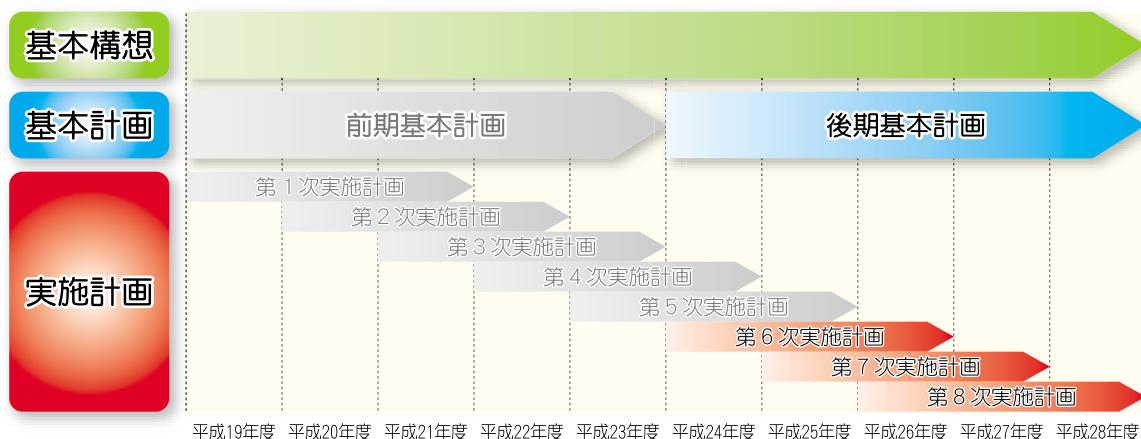 基本構想
基本計画
前期基本計画
後期基本計画
実施計画
第1次実施計画
第2次実施計画
第3次実施計画
第4次実施計画
第5次実施計画
第6次実施計画
第7次実施計画
第8次実施計画
平成19年度 平成20年度 平成21年度 平成22年度 平成23年度 平成24年度 平成25年度 平成26年度 平成27年度 平成28年度